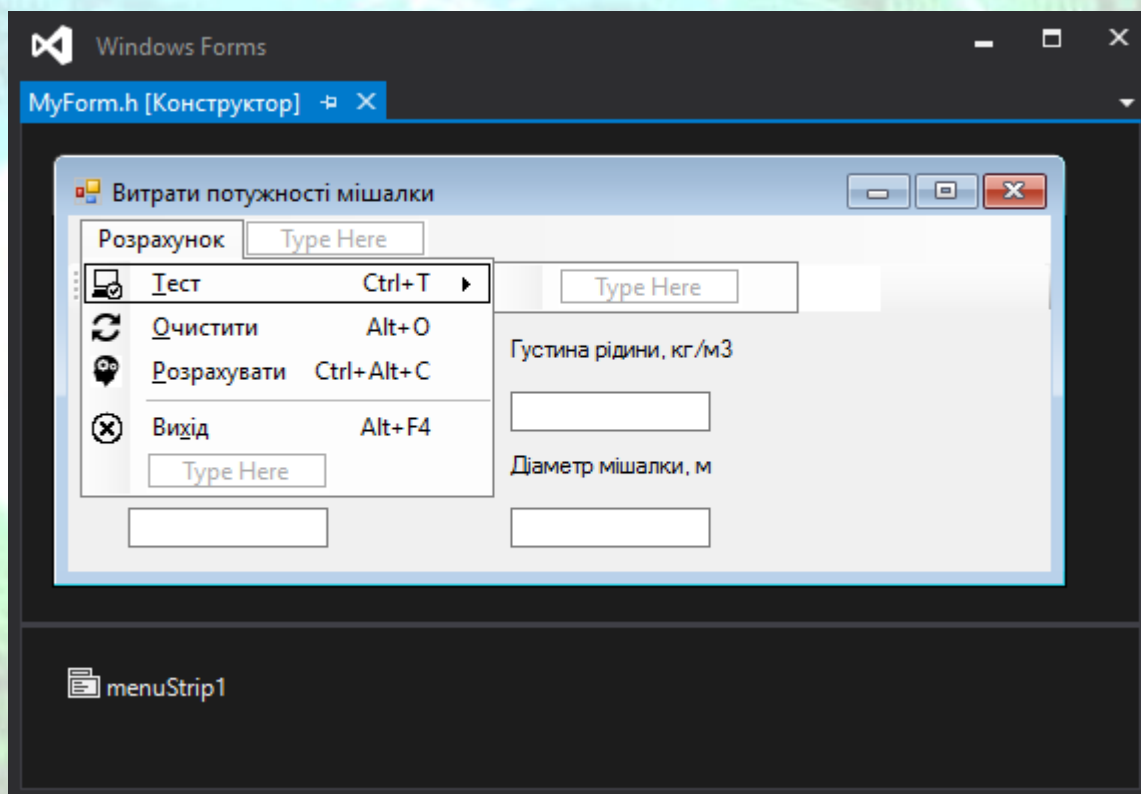 Windows Forms
MyForm.h [Конструктор]
Витрати потужності мішалки
Розрахунок Type Here
Тест Ctrl+T Type Here
Очистити Alt+O
Густина рідини, кг/м3
Розрахувати Ctrl+Alt+C
Вихід Alt+F4
Діаметр мішалки, м
Type Here
menuStrip1